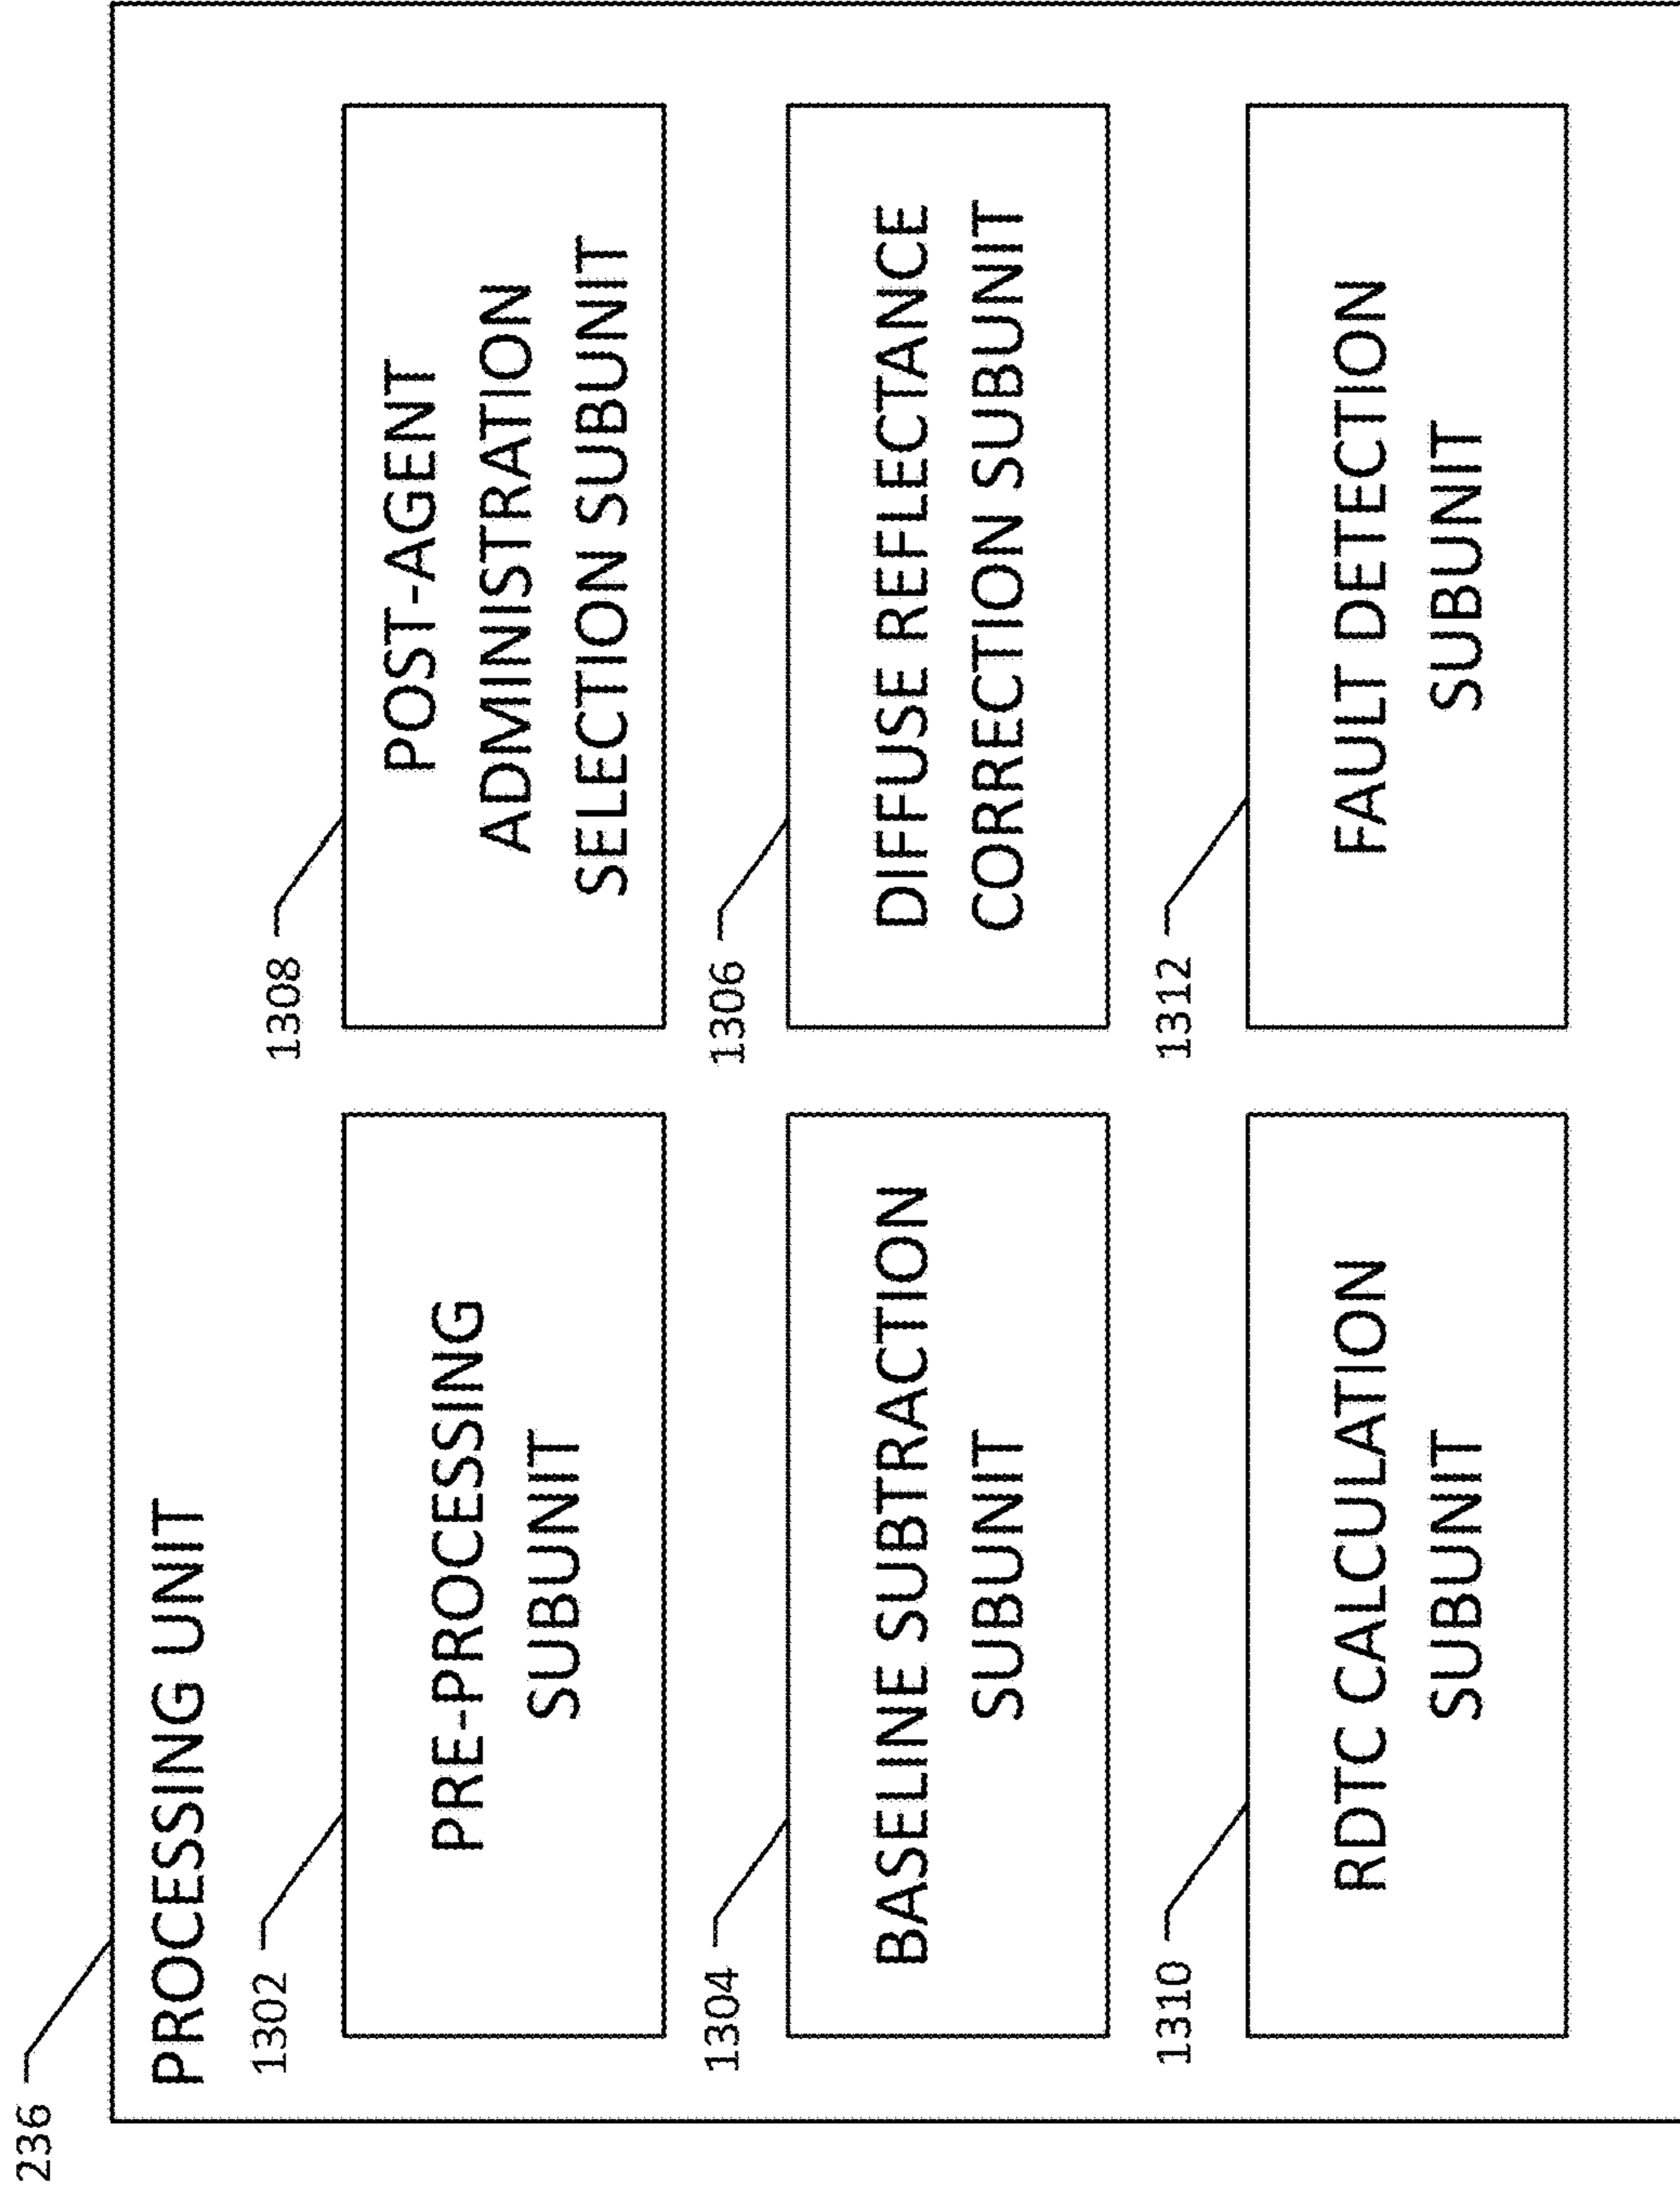 236
PROCESSING UNIT
1302
PRE-PROCESSING
SUBUNIT
1308
POST-AGENT
ADMINISTRATION
SELECTION SUBUNIT
1304
BASELINE SUBTRACTION
SUBUNIT
1306
DIFFUSE REFLECTANCE
CORRECTION SUBUNIT
1310
RDTC CALCULATION
SUBUNIT
1312
FAULT DETECTION
SUBUNIT